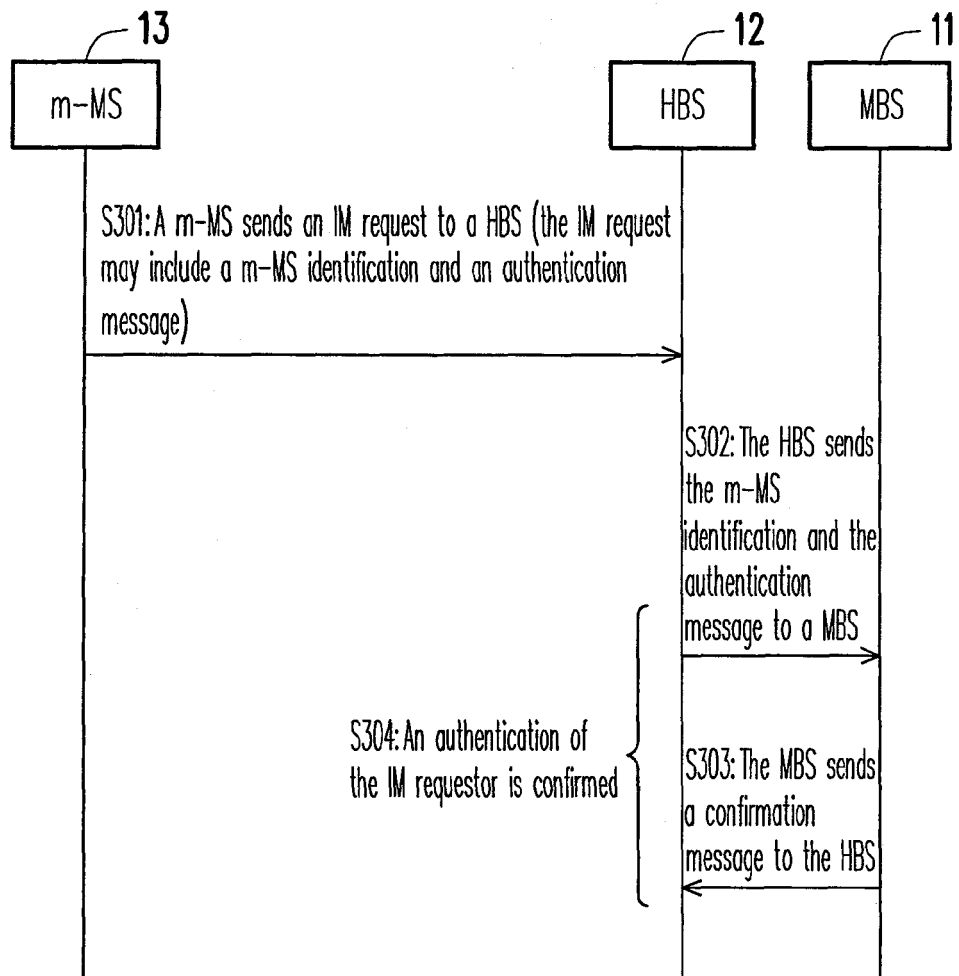 13
12
11
m-MS
HBS
MBS
S301: A m-MS sends an IM request to a HBS (the IM request
may include a m-MS identification and an authentication
message)
S302: The HBS sends
the m-MS
identification and the
authentication
message to a MBS
S304: An authentication of
the IM requestor is confirmed
S303: The MBS sends
a confirmation
message to the HBS